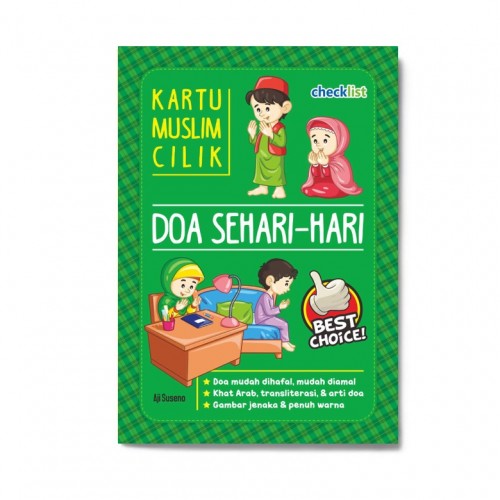 KARTU
MUSLIM
CILIK
checklist
DOA SEHARI-HARI
BEST
CHOICE!
Doa mudah dihafal, mudah diamal
Khat Arab, transliterasi, & arti doa
Gambar jenaka & penuh warna
Aji Suseno